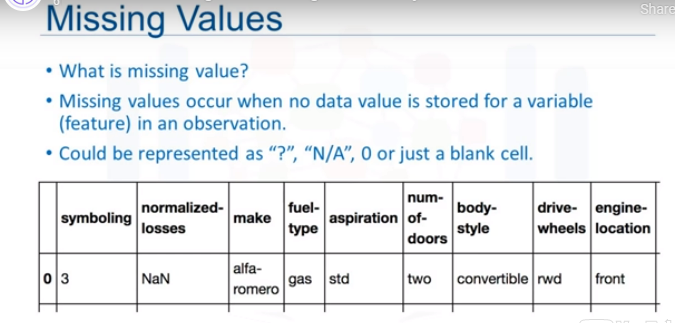 Share
Missing Values
• What is missing value?
• Missing values occur when no data value is stored for a variable
(feature) in an observation.
• Could be represented as “?”, “N/A”, 0 or just a blank cell.
symboling normalized-losses make fuel-type aspiration num-of-doors body-style drive-wheels engine-location
0 3 NaN alfa-romero gas std two convertible rwd front